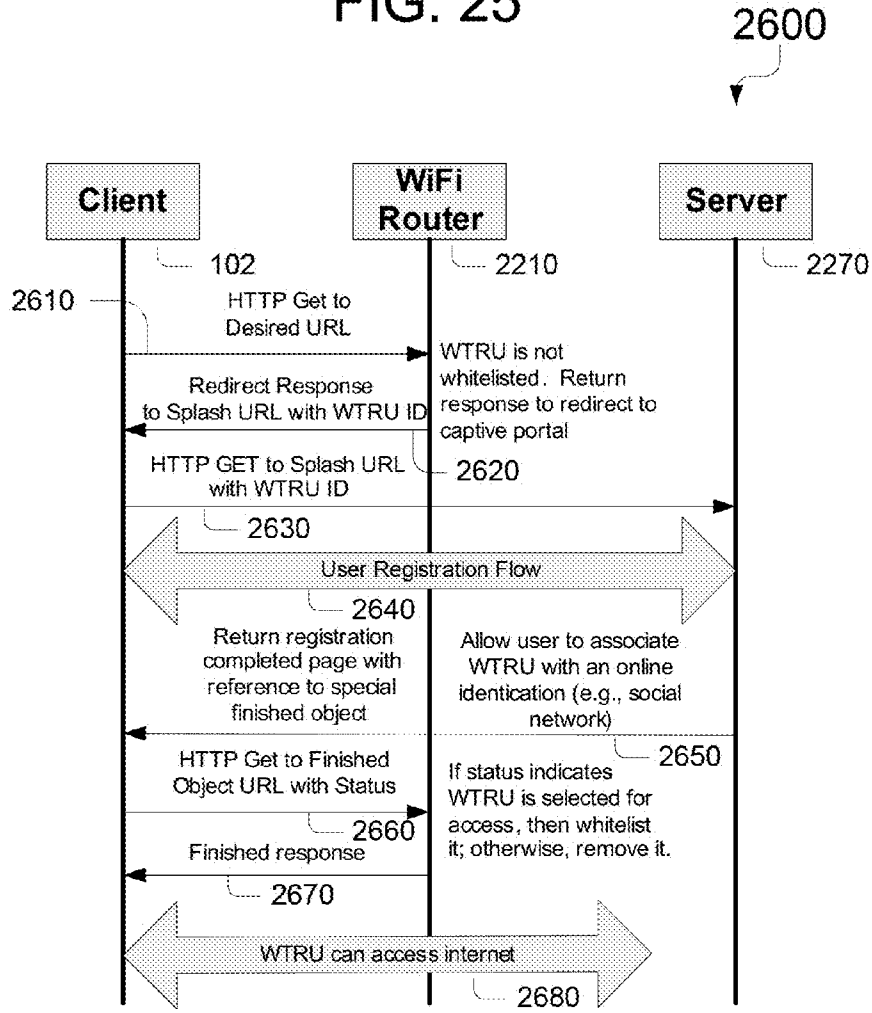 FIG. 25
2600
Client
WiFi
Router
Server
102
2210
2270
2610
HTTP Get to
Desired URL
WTRU is not
whitelisted. Return
response to redirect to
captive portal
Redirect Response
to Splash URL with WTRU ID
2620
HTTP GET to Splash URL
with WTRU ID
2630
User Registration Flow
2640
Return registration
completed page with
reference to special
finished object
Allow user to associate
WTRU with an online
identication (e.g., social
network)
2650
HTTP Get to Finished
Object URL with Status
2660
If status indicates
WTRU is selected for
access, then whitelist
it; otherwise, remove it.
Finished response
2670
WTRU can access internet
2680